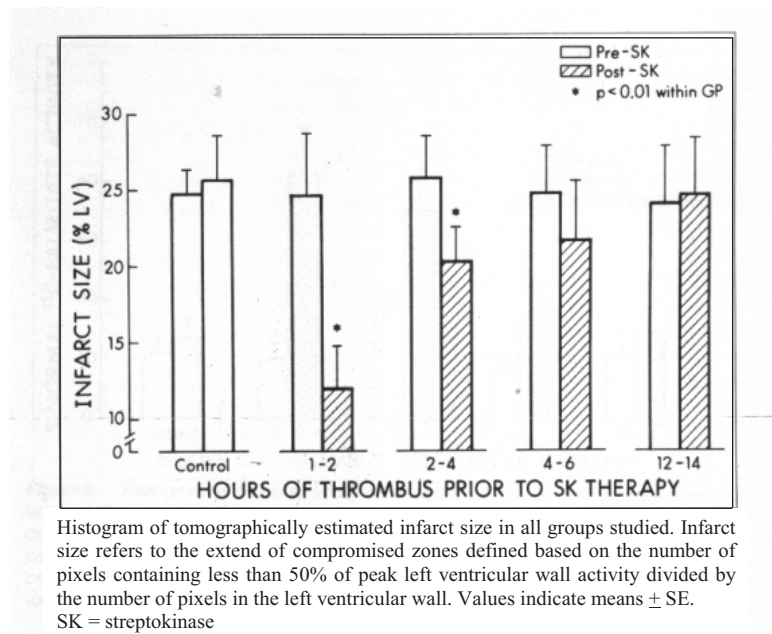 Pre-SK
Post-SK
* p<0.01 within GP
30
25
20
15
10
0
INFARCT SIZE (% LV)
*
*
Control 1-2 2-4 4-6 12-14
HOURS OF THROMBUS PRIOR TO SK THERAPY
Histogram of tomographically estimated infarct size in all groups studied. Infarct
size refers to the extend of compromised zones defined based on the number of
pixels containing less than 50% of peak left ventricular wall activity divided by
the number of pixels in the left ventricular wall. Values indicate means + SE.
SK = streptokinase